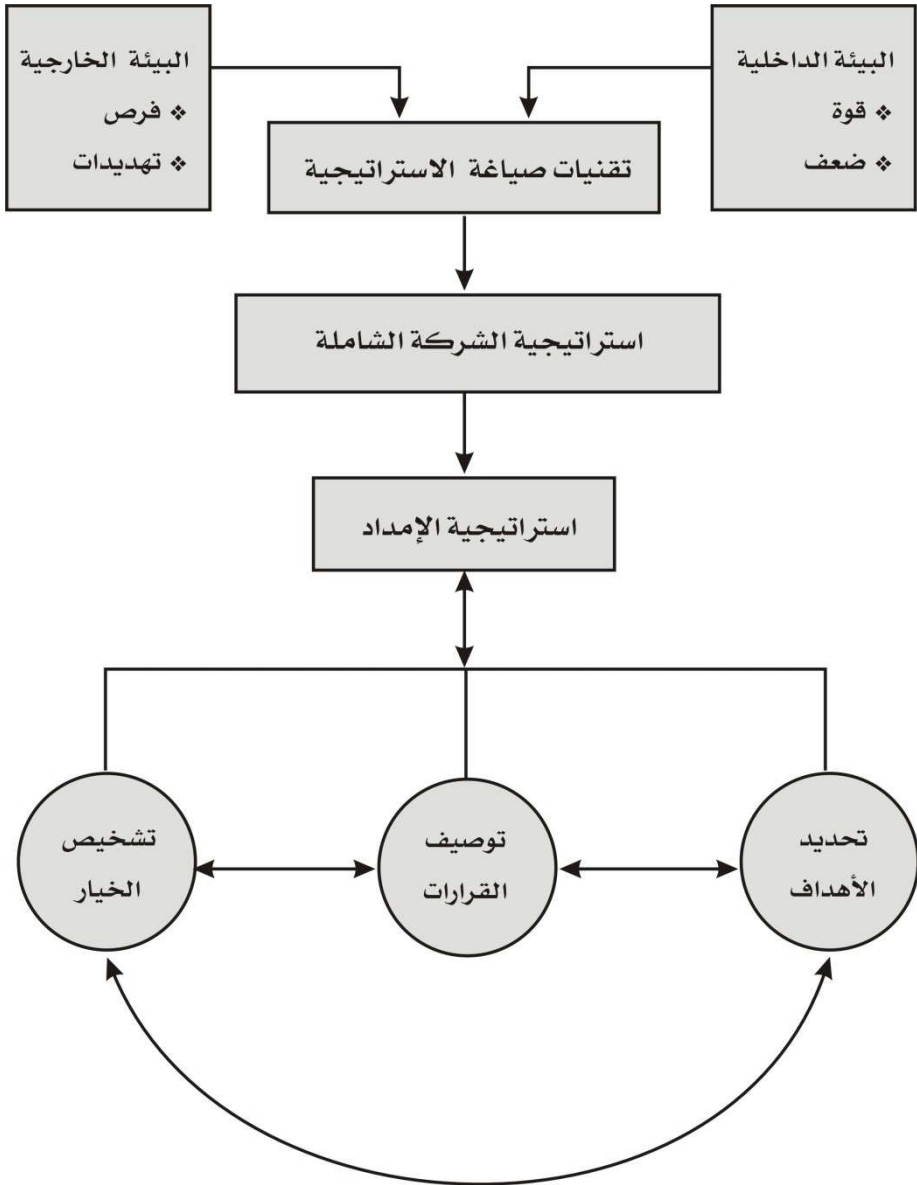 البيئة الداخلية
❖ قوة
❖ ضعف
البيئة الخارجية
❖ فرص
❖ تهديدات
تقنيات صياغة الاستراتيجية
استراتيجية الشركة الشاملة
استراتيجية الإمداد
تحديد
الأهداف
توصيف
القرارات
تشخيص
الخيار